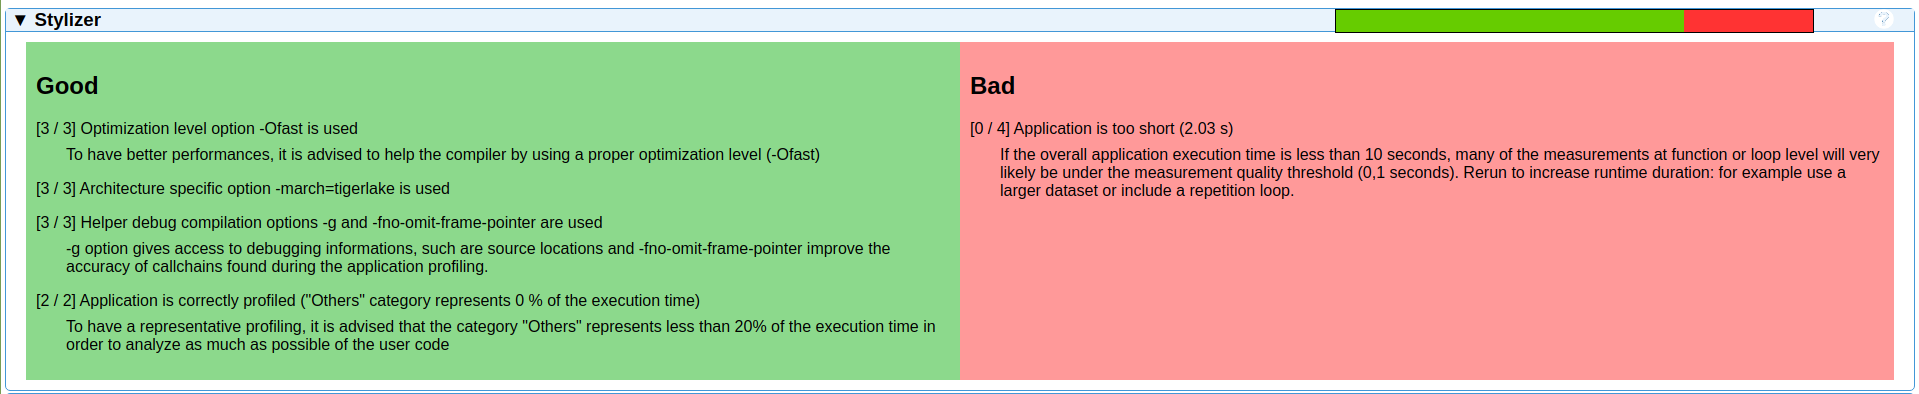 ▼ Stylizer
Good
[3 / 3] Optimization level option -Ofast is used
To have better performances, it is advised to help the compiler by using a proper optimization level (-Ofast)
[3 / 3] Architecture specific option -march=tigerlake is used
[3 / 3] Helper debug compilation options -g and -fno-omit-frame-pointer are used
-g option gives access to debugging informations, such are source locations and -fno-omit-frame-pointer improve the
accuracy of callchains found during the application profiling.
[2 / 2] Application is correctly profiled ("Others" category represents 0 % of the execution time)
To have a representative profiling, it is advised that the category "Others" represents less than 20% of the execution time in
order to analyze as much as possible of the user code
Bad
[0 / 4] Application is too short (2.03 s)
If the overall application execution time is less than 10 seconds, many of the measurements at function or loop level will very
likely be under the measurement quality threshold (0,1 seconds). Rerun to increase runtime duration: for example use a
larger dataset or include a repetition loop.